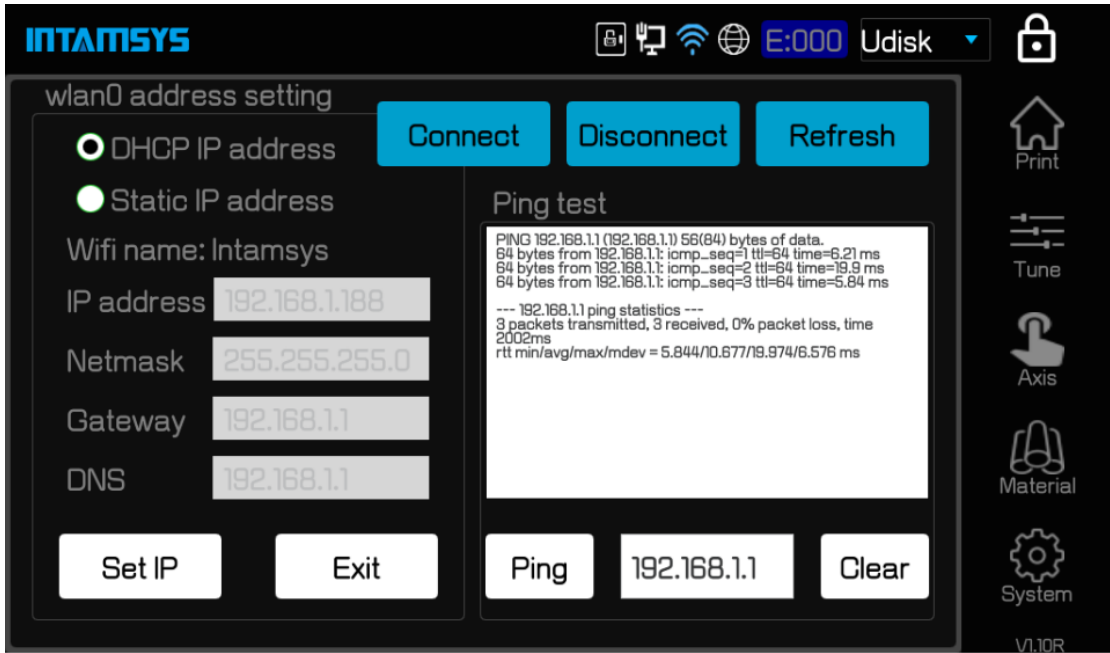 INTAMSYS
E:000
Udisk
wlan0 address setting
DHCP IP address
Static IP address
Wifi name: Intamsys
IP address 192.168.1.188
Netmask 255.255.255.0
Gateway 192.168.1.1
DNS 192.168.1.1
Set IP
Exit
Connect
Disconnect
Refresh
Ping test
PING 192.168.1.1 (192.168.1.1) 56(84) bytes of data.
64 bytes from 192.168.1.1: icmp_seq=1 ttl=64 time=6.21 ms
64 bytes from 192.168.1.1: icmp_seq=2 ttl=64 time=19.9 ms
64 bytes from 192.168.1.1: icmp_seq=3 ttl=64 time=5.84 ms
--- 192.168.1.1 ping statistics ---
3 packets transmitted, 3 received, 0% packet loss, time
2002ms
rtt min/avg/max/mdev = 5.844/10.677/19.974/6.576 ms
Ping
192.168.1.1
Clear
Print
Tune
Axis
Material
System
V1.10R